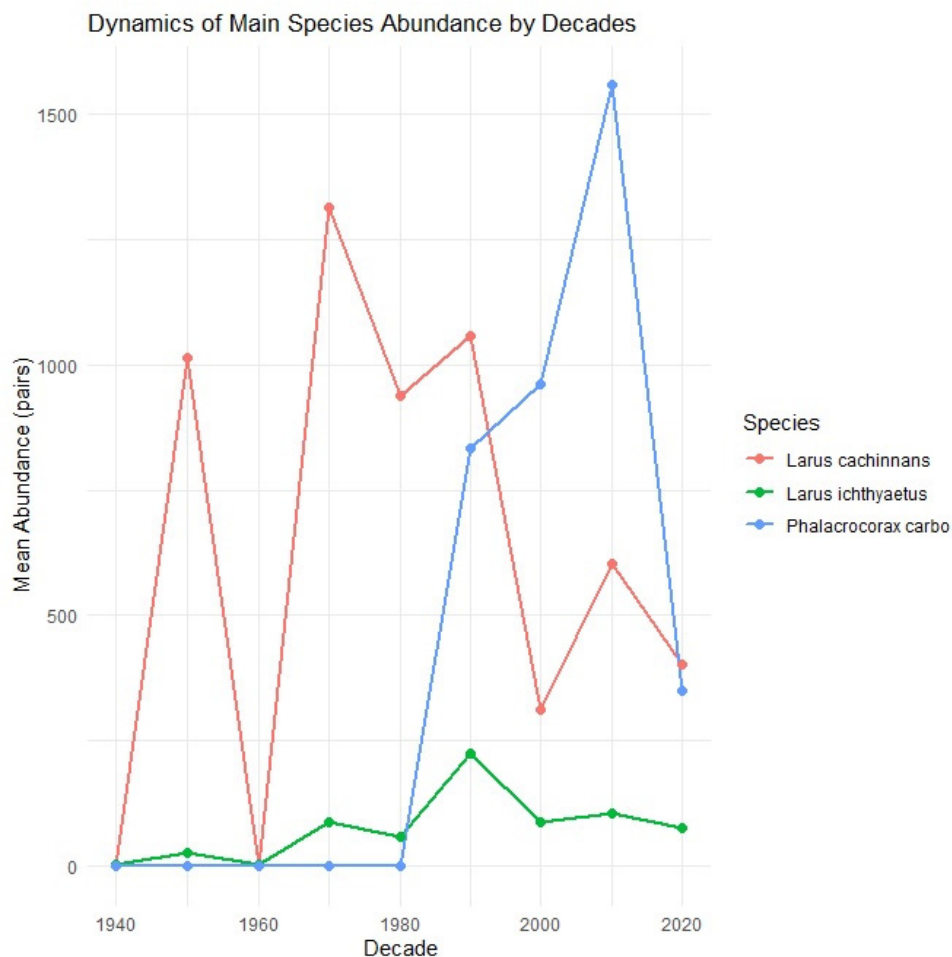 Dynamics of Main Species Abundance by Decades
1500
1000
500
0
Mean Abundance (pairs)
1940
1960
1980
2000
2020
Decade
Species
Larus cachinnans
Larus ichthyaetus
Phalacrocorax carbo